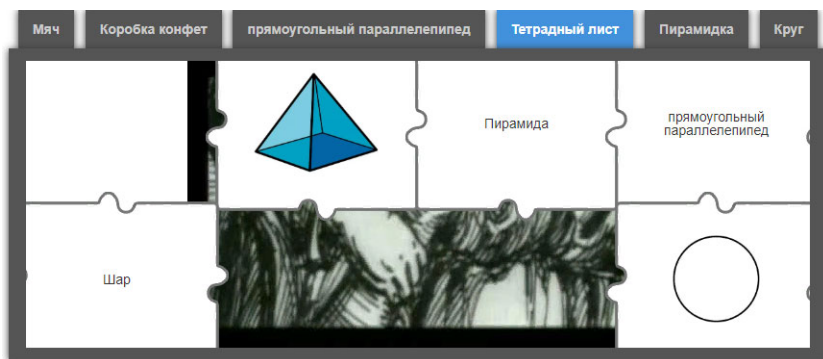 Мяч
Коробка конфет
прямоугольный параллелепипед
Тетрадный лист
Пирамидка
Круг
Пирамида
прямоугольный
параллелепипед
Шар